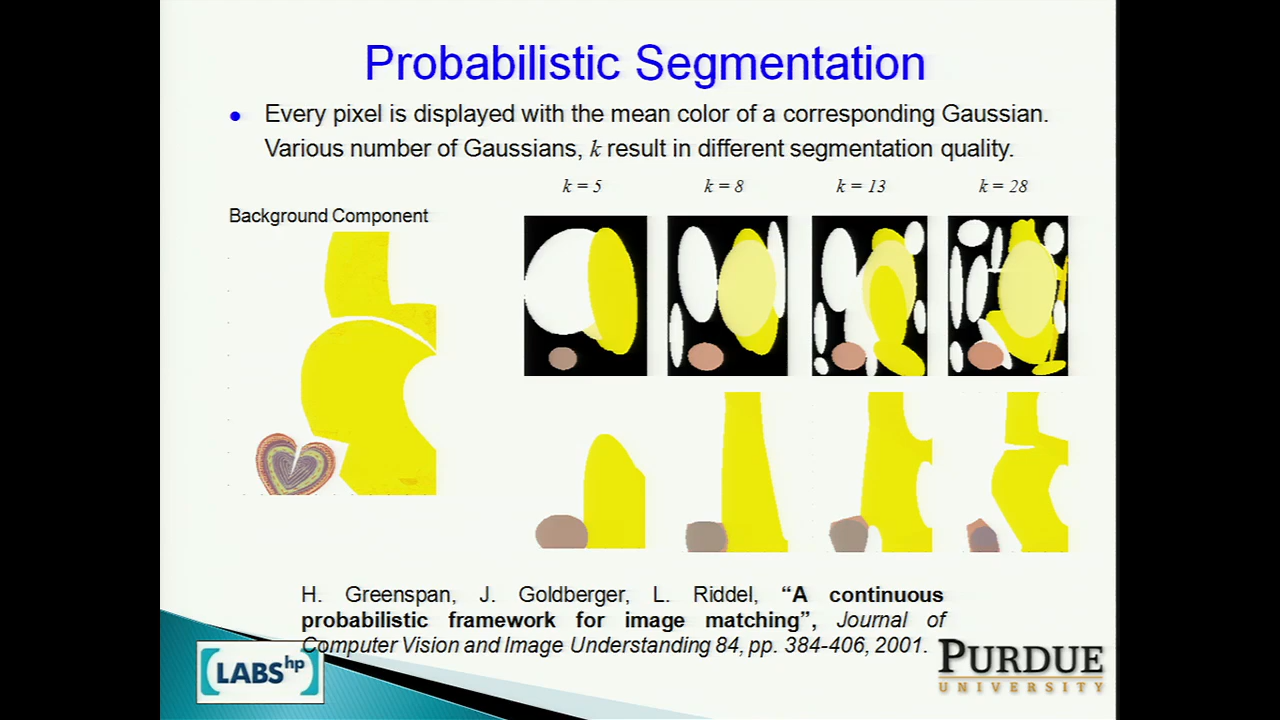 Probabilistic Segmentation
• Every pixel is displayed with the mean color of a corresponding Gaussian.
Various number of Gaussians, k result in different segmentation quality.
k = 5 k = 8 k = 13 k = 28
Background Component
H. Greenspan, J. Goldberger, L. Riddel, “A continuous
probabilistic framework for image matching”, Journal of
Computer Vision and Image Understanding 84, pp. 384-406, 2001.
LABS hp
PURDUE
UNIVERSITY